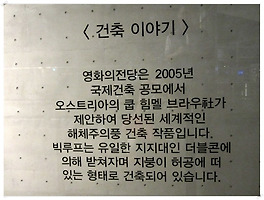 〈 건축 이야기 〉
영화의전당은 2005년
국제건축 공모에서
오스트리아의 쿱 힘멜 브라우社가
제안하여 당선된 세계적인
해체주의풍 건축 작품입니다.
빅루프는 유일한 지지대인 더블콘에
의해 받쳐지며 지붕이 허공에 떠
있는 형태로 건축되어 있습니다.